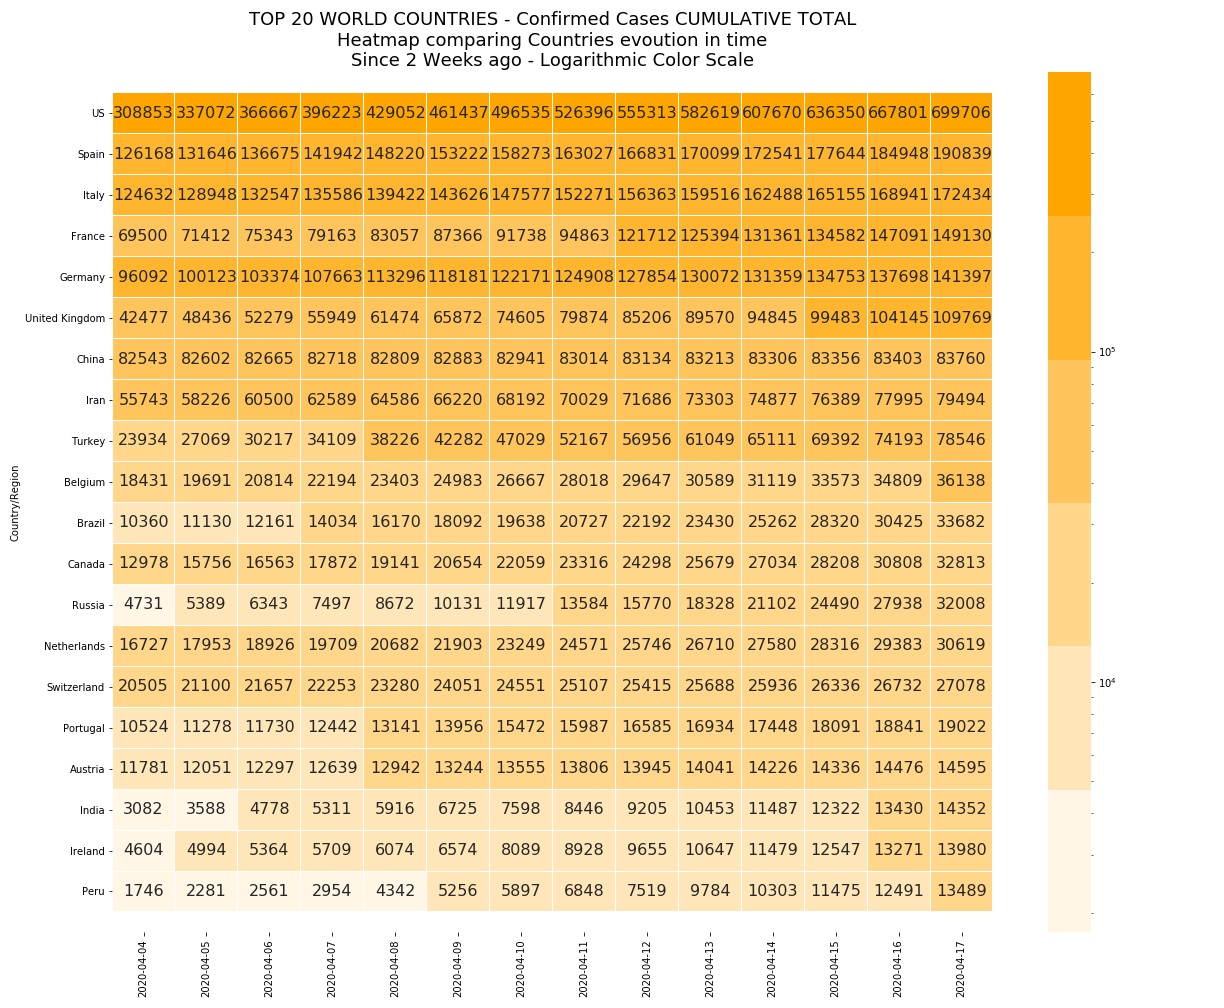 TOP 20 WORLD COUNTRIES - Confirmed Cases CUMULATIVE TOTAL
Heatmap comparing Countries evoution in time
Since 2 Weeks ago - Logarithmic Color Scale
US 308853 337072 366667 396223 429052 461437 496535 526396 555313 582619 607670 636350 667801 699706
Spain 126168 131646 136675 141942 148220 153222 158273 163027 166831 170099 172541 177644 184948 190839
Italy 124632 128948 132547 135586 139422 143626 147577 152271 156363 159516 162488 165155 168941 172434
France 69500 71412 75343 79163 83057 87366 91738 94863 121712 125394 131361 134582 147091 149130
Germany 96092 100123 103374 107663 113296 118181 122171 124908 127854 130072 131359 134753 137698 141397
United Kingdom 42477 48436 52279 55949 61474 65872 74605 79874 85206 89570 94845 99483 104145 109769
China 82543 82602 82665 82718 82809 82883 82941 83014 83134 83213 83306 83356 83403 83760
Iran 55743 58226 60500 62589 64586 66220 68192 70029 71686 73303 74877 76389 77995 79494
Turkey 23934 27069 30217 34109 38226 42282 47029 52167 56956 61049 65111 69392 74193 78546
Belgium 18431 19691 20814 22194 23403 24983 26667 28018 29647 30589 31119 33573 34809 36138
Brazil 10360 11130 12161 14034 16170 18092 19638 20727 22192 23430 25262 28320 30425 33682
Canada 12978 15756 16563 17872 19141 20654 22059 23316 24298 25679 27034 28208 30808 32813
Russia 4731 5389 6343 7497 8672 10131 11917 13584 15770 18328 21102 24490 27938 32008
Netherlands 16727 17953 18926 19709 20682 21903 23249 24571 25746 26710 27580 28316 29383 30619
Switzerland 20505 21100 21657 22253 23280 24051 24551 25107 25415 25688 25936 26336 26732 27078
Portugal 10524 11278 11730 12442 13141 13956 15472 15987 16585 16934 17448 18091 18841 19022
Austria 11781 12051 12297 12639 12942 13244 13555 13806 13945 14041 14226 14336 14476 14595
India 3082 3588 4778 5311 5916 6725 7598 8446 9205 10453 11487 12322 13430 14352
Ireland 4604 4994 5364 5709 6074 6574 8089 8928 9655 10647 11479 12547 13271 13980
Peru 1746 2281 2561 2954 4342 5256 5897 6848 7519 9784 10303 11475 12491 13489
2020-04-04 2020-04-05 2020-04-06 2020-04-07 2020-04-08 2020-04-09 2020-04-10 2020-04-11 2020-04-12 2020-04-13 2020-04-14 2020-04-15 2020-04-16 2020-04-17
Country/Region
10⁵
10⁴